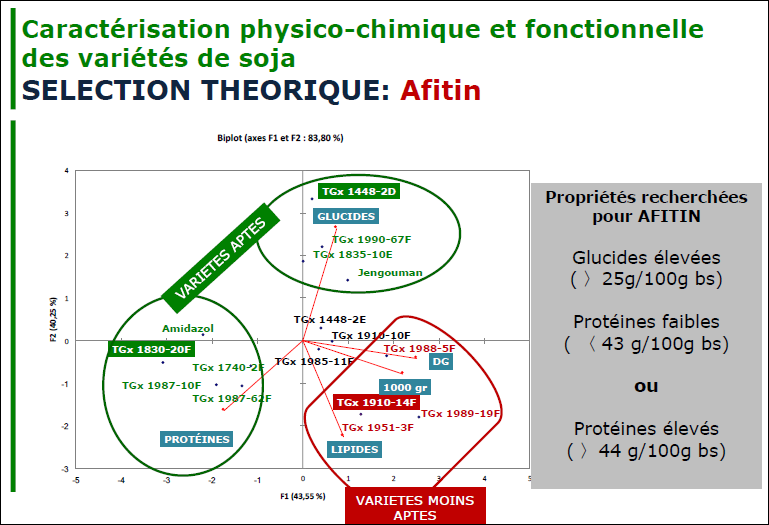 Caractérisation physico-chimique et fonctionnelle
des variétés de soja
SELECTION THEORIQUE: Afitin
Biplot (axes F1 et F2 : 83,80 %)
4
3
2
1
0
-1
-2
-3
-5
-4
-3
-2
-1
0
1
2
3
4
5
F2 (40,25 %)
F1 (43,55 %)
VARIETES APTES
TGx 1448-2D
GLUCIDES
TGx 1990-67F
TGx 1835-10E
Jengouman
TGx 1448-2E
TGx 1910-10F
TGx 1988-5F
TGx 1985-11F
DG
1000 gr
TGx 1910-14F
TGx 1989-19F
TGx 1951-3F
LIPIDES
Amidazol
TGx 1830-20F
TGx 1740-2F
TGx 1987-10F
TGx 1987-62F
PROTÉINES
VARIETES MOINS
APTES
Propriétés recherchées
pour AFITIN
Glucides élevées
( 〉 25g/100g bs)
Protéines faibles
( 〈 43 g/100g bs)
ou
Protéines élevés
( 〉 44 g/100g bs)